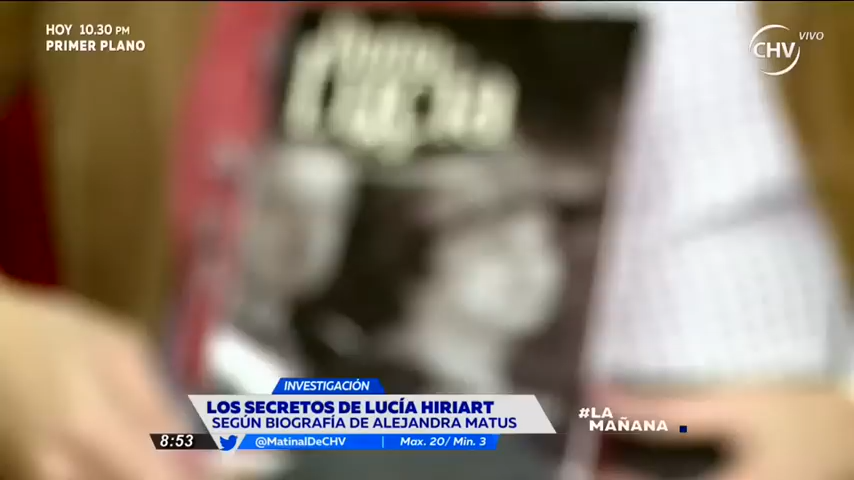 HOY 10.30 PM
PRIMER PLANO
CHV VIVO
INVESTIGACIÓN
LOS SECRETOS DE LUCÍA HIRIART
SEGÚN BIOGRAFÍA DE ALEJANDRA MATUS
#LA
MAÑANA
8:53 @MatinalDeCHV Max. 20/ Min. 3